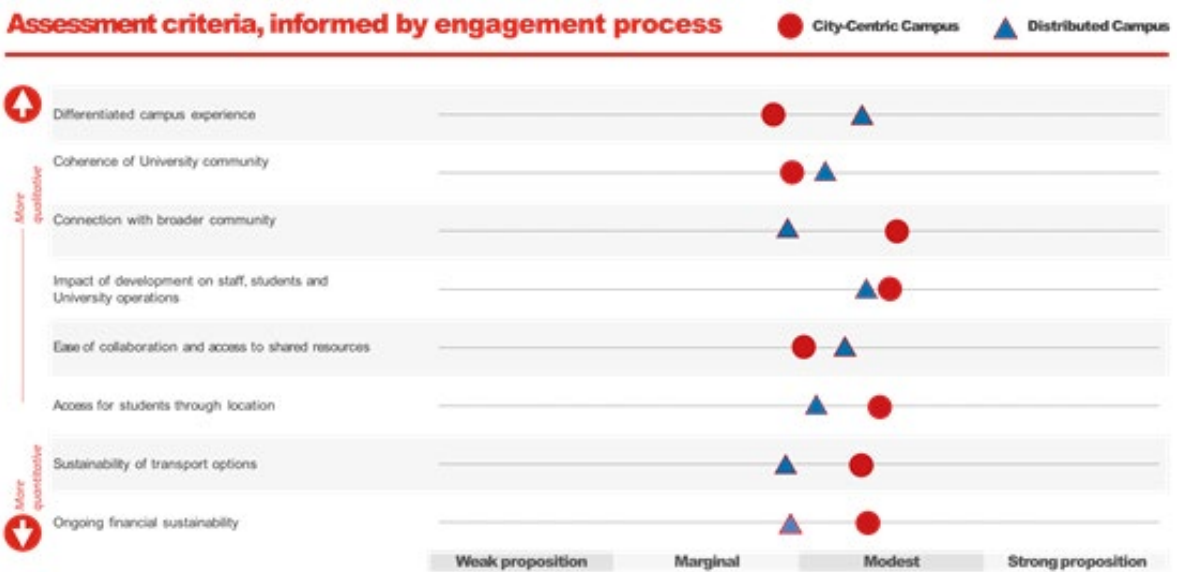 Assessment criteria, informed by engagement process
City-Centric Campus
Distributed Campus
Differentiated campus experience
Coherence of University community
More
qualitative
Connection with broader community
Impact of development on staff, students and
University operations
Ease of collaboration and access to shared resources
Access for students through location
Sustainability of transport options
More
quantitative
Ongoing financial sustainability
Weak proposition
Marginal
Modest
Strong proposition